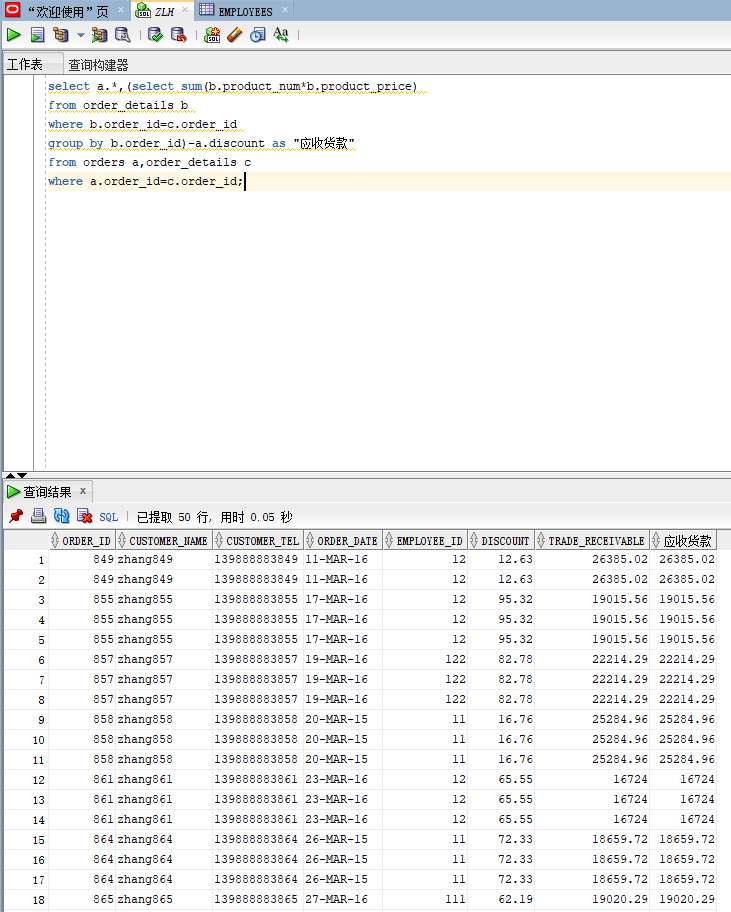 “欢迎使用”页 ZLH EMPLOYEES
工作表 查询构建器
select a.*,(select sum(b.product_num*b.product_price)
from order_details b
where b.order_id=c.order_id
group by b.order_id)-a.discount as "应收货款"
from orders a,order_details c
where a.order_id=c.order_id;
查询结果 x
SQL | 已提取 50 行, 用时 0.05 秒
ORDER_ID CUSTOMER_NAME CUSTOMER_TEL ORDER_DATE EMPLOYEE_ID DISCOUNT TRADE_RECEIVABLE 应收货款
1 849 zhang849 139888883849 11-MAR-16 12 12.63 26385.02 26385.02
2 849 zhang849 139888883849 11-MAR-16 12 12.63 26385.02 26385.02
3 855 zhang855 139888883855 17-MAR-16 12 95.32 19015.56 19015.56
4 855 zhang855 139888883855 17-MAR-16 12 95.32 19015.56 19015.56
5 855 zhang855 139888883855 17-MAR-16 12 95.32 19015.56 19015.56
6 857 zhang857 139888883857 19-MAR-16 122 82.78 22214.29 22214.29
7 857 zhang857 139888883857 19-MAR-16 122 82.78 22214.29 22214.29
8 857 zhang857 139888883857 19-MAR-16 122 82.78 22214.29 22214.29
9 858 zhang858 139888883858 20-MAR-15 11 16.76 25284.96 25284.96
10 858 zhang858 139888883858 20-MAR-15 11 16.76 25284.96 25284.96
11 858 zhang858 139888883858 20-MAR-15 11 16.76 25284.96 25284.96
12 861 zhang861 139888883861 23-MAR-16 12 65.55 16724 16724
13 861 zhang861 139888883861 23-MAR-16 12 65.55 16724 16724
14 861 zhang861 139888883861 23-MAR-16 12 65.55 16724 16724
15 864 zhang864 139888883864 26-MAR-15 11 72.33 18659.72 18659.72
16 864 zhang864 139888883864 26-MAR-15 11 72.33 18659.72 18659.72
17 864 zhang864 139888883864 26-MAR-15 11 72.33 18659.72 18659.72
18 865 zhang865 139888883865 27-MAR-16 111 62.19 19020.29 19020.29